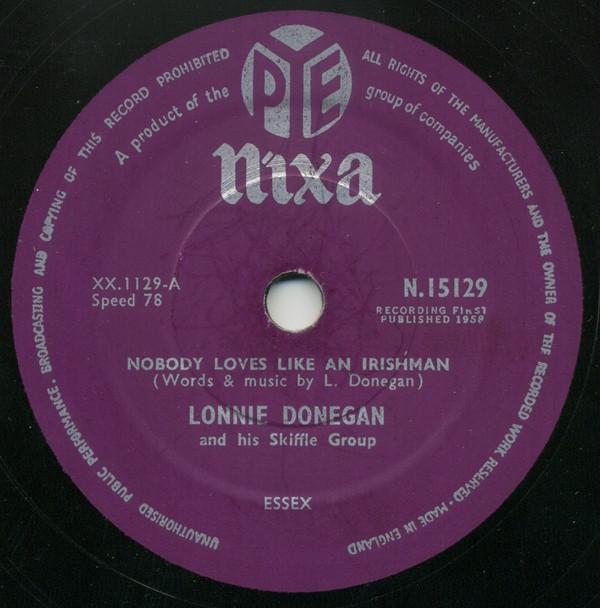 UNAUTHORISED PUBLIC PERFORMANCE · BROADCASTING AND COPYING OF THIS RECORD PROHIBITED
ALL RIGHTS OF THE MANUFACTURERS AND THE OWNER OF THE RECORDED WORK RESERVED · MADE IN ENGLAND
A product of the
PYE
group of companies
nixa
XX.1129-A
Speed 78
N.15129
RECORDING FIRST
PUBLISHED 1958
NOBODY LOVES LIKE AN IRISHMAN
(Words & music by L. Donegan)
LONNIE DONEGAN
and his Skiffle Group
ESSEX